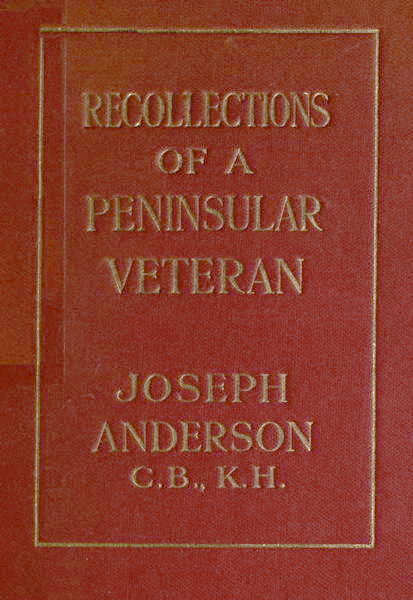 RECOLLECTIONS
OF A
PENINSULAR
VETERAN
JOSEPH
ANDERSON
C.B., K.H.